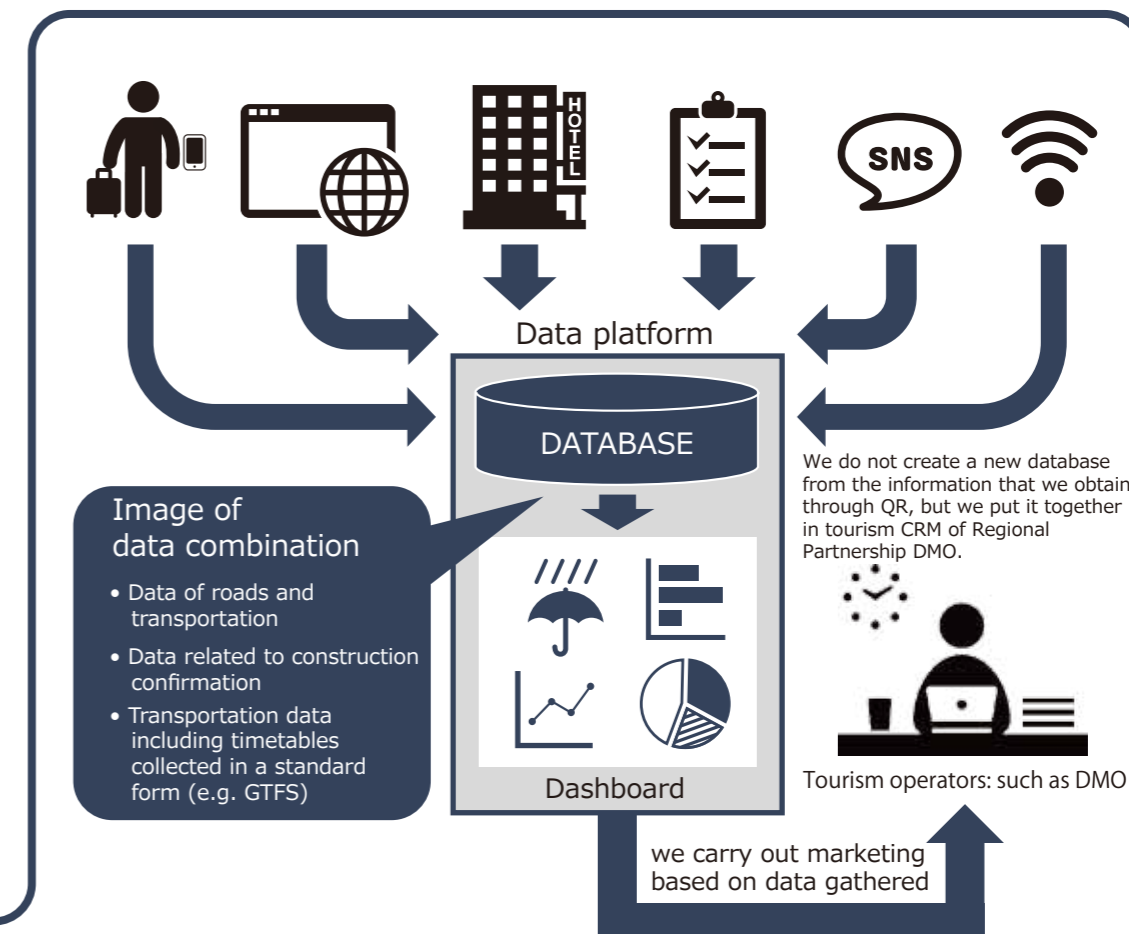 HOTEL
SNS
Data platform
DATABASE
We do not create a new database
from the information that we obtain
through QR, but we put it together
in tourism CRM of Regional
Partnership DMO.
Image of
data combination
• Data of roads and
transportation
• Data related to construction
confirmation
• Transportation data
including timetables
collected in a standard
form (e.g. GTFS)
Dashboard
Tourism operators: such as DMO
we carry out marketing
based on data gathered